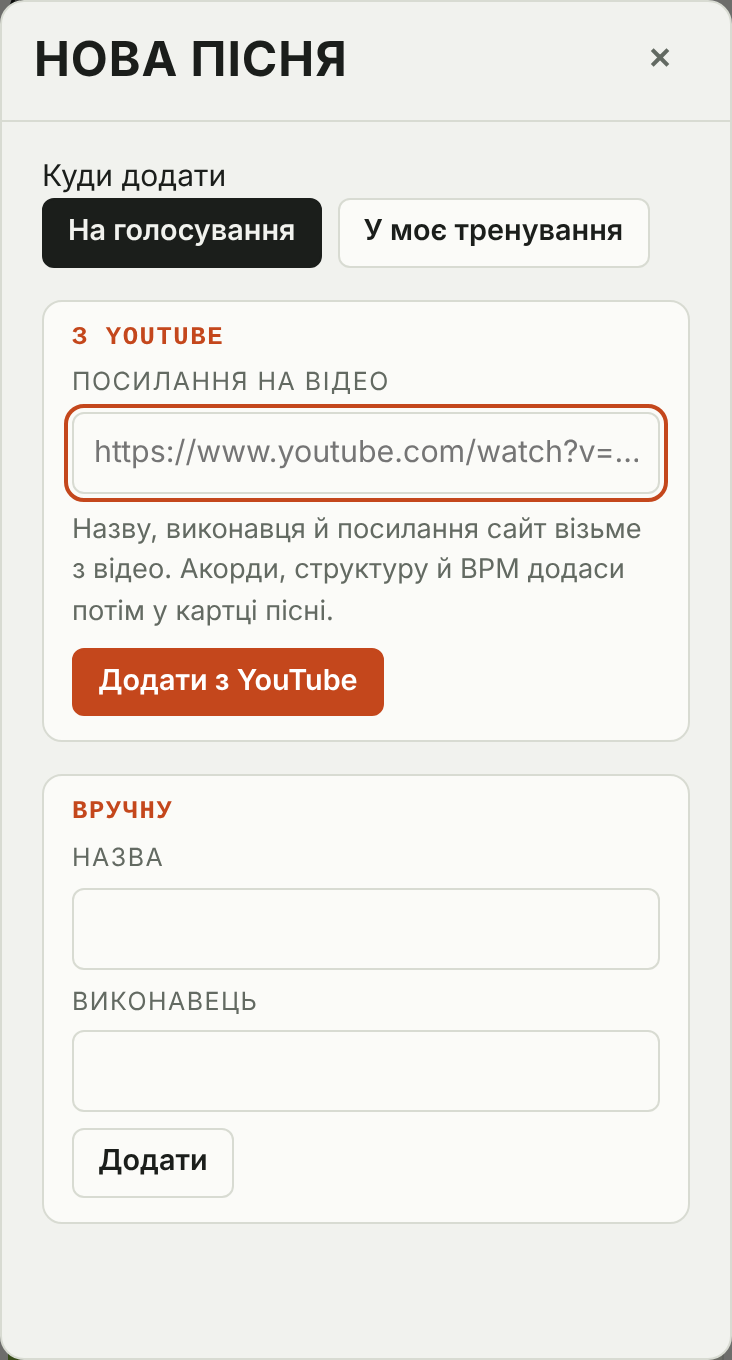 НОВА ПІСНЯ ×
Куди додати
На голосування У моє тренування
З YOUTUBE
ПОСИЛАННЯ НА ВІДЕО
https://www.youtube.com/watch?v=...
Назву, виконавця й посилання сайт візьме
з відео. Акорди, структуру й BPM додаси
потім у картці пісні.
Додати з YouTube
ВРУЧНУ
НАЗВА
ВИКОНАВЕЦЬ
Додати